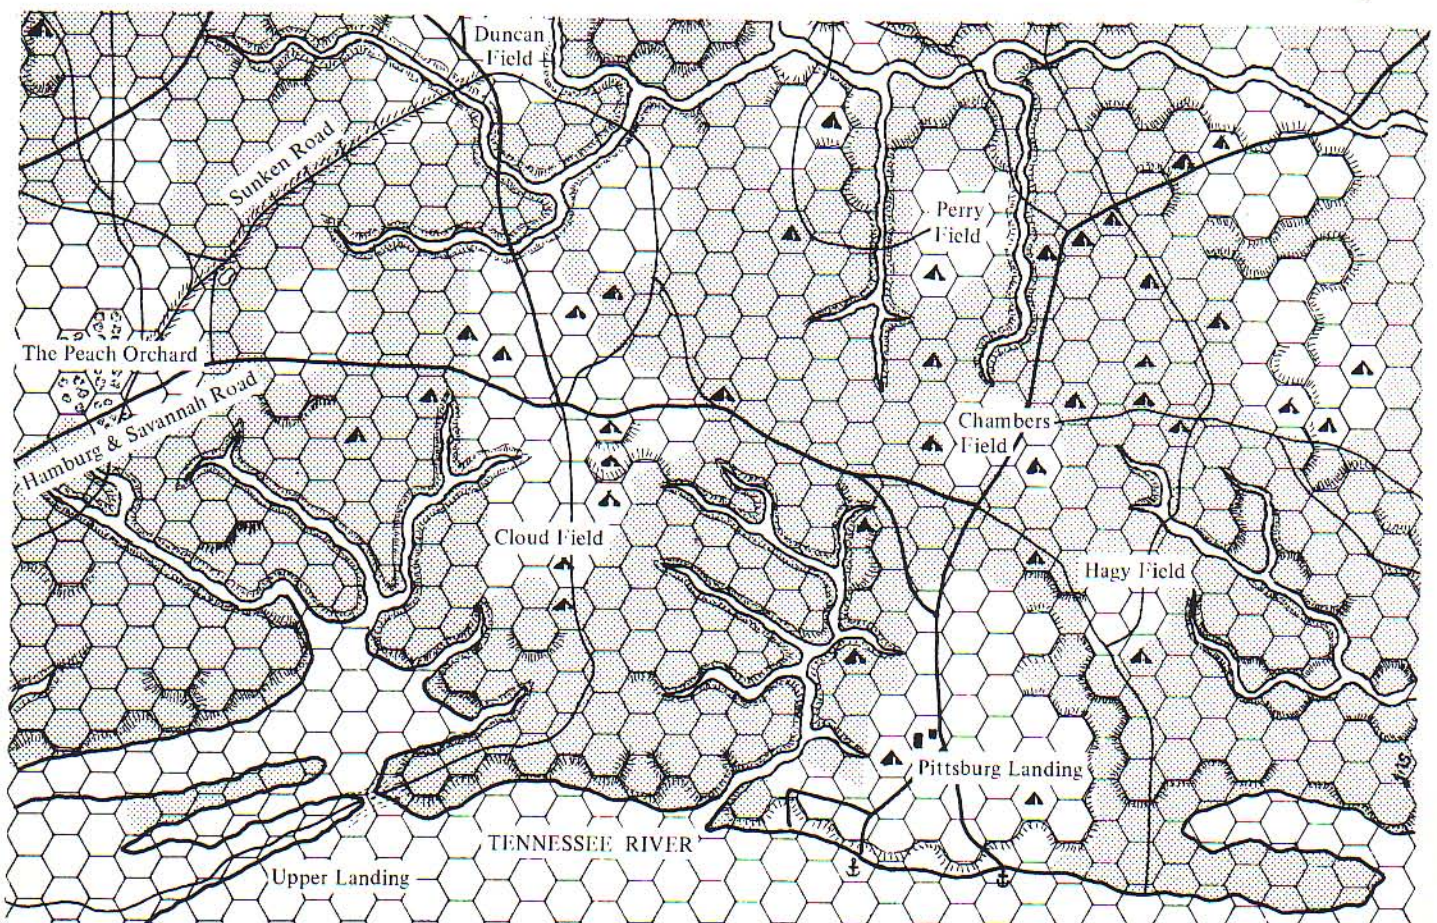 Duncan
Field
Sunken Road
Perry
Field
The Peach Orchard
Hamburg & Savannah Road
Chambers
Field
Cloud Field
Hagy Field
Pittsburg Landing
TENNESSEE RIVER
Upper Landing